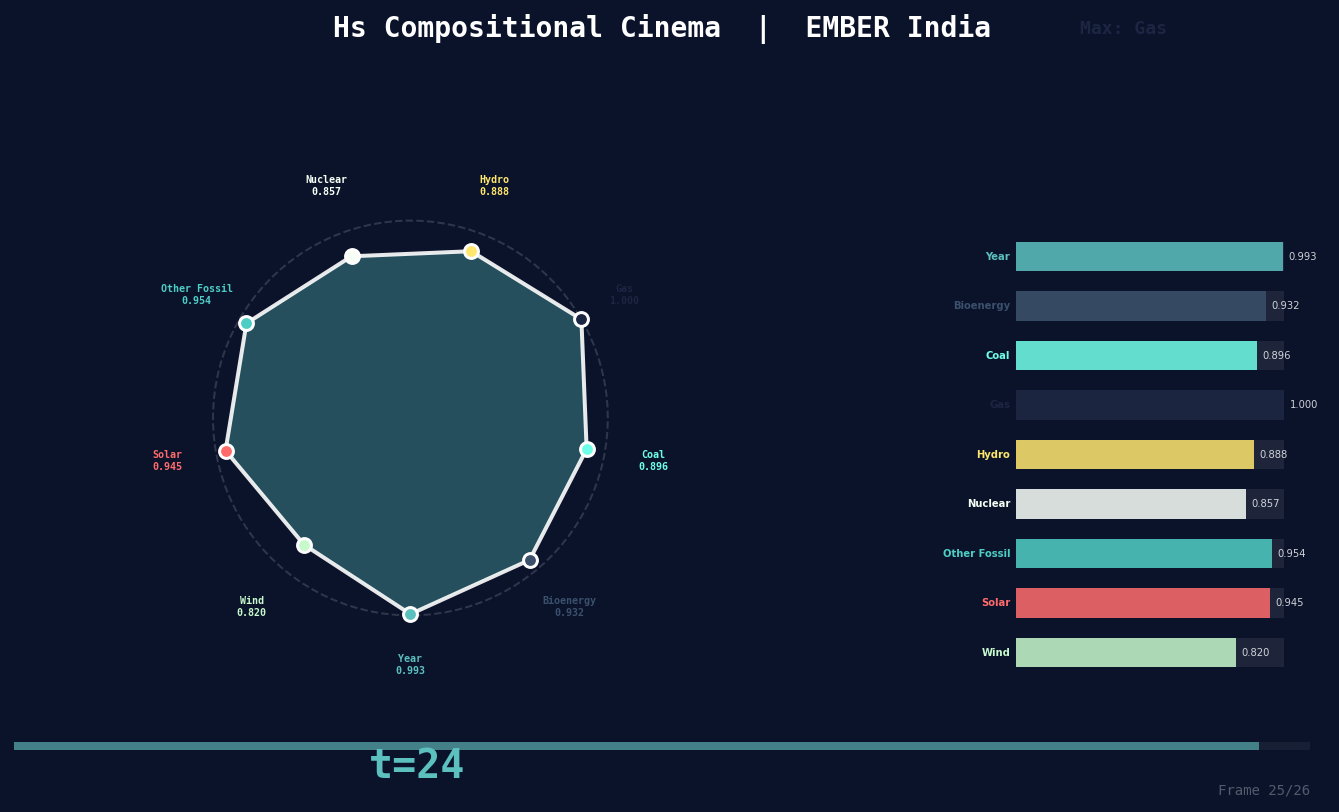 Hs Compositional Cinema | EMBER India
Max: Gas
Nuclear
0.857
Hydro
0.888
Other Fossil
0.954
Gas
1.000
Solar
0.945
Coal
0.896
Wind
0.820
Bioenergy
0.932
Year
0.993
Year 0.993
Bioenergy 0.932
Coal 0.896
Gas 1.000
Hydro 0.888
Nuclear 0.857
Other Fossil 0.954
Solar 0.945
Wind 0.820
t=24
Frame 25/26